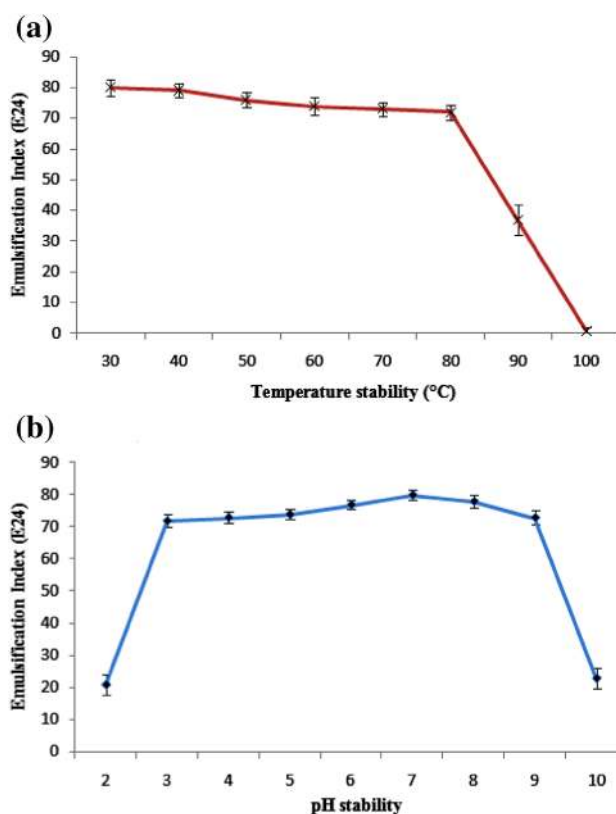 (a)
Emulsification Index (E24)
90
80
70
60
50
40
30
20
10
0
30 40 50 60 70 80 90 100
Temperature stability (°C)
(b)
Emulsification Index (E24)
90
80
70
60
50
40
30
20
10
0
2 3 4 5 6 7 8 9 10
pH stability